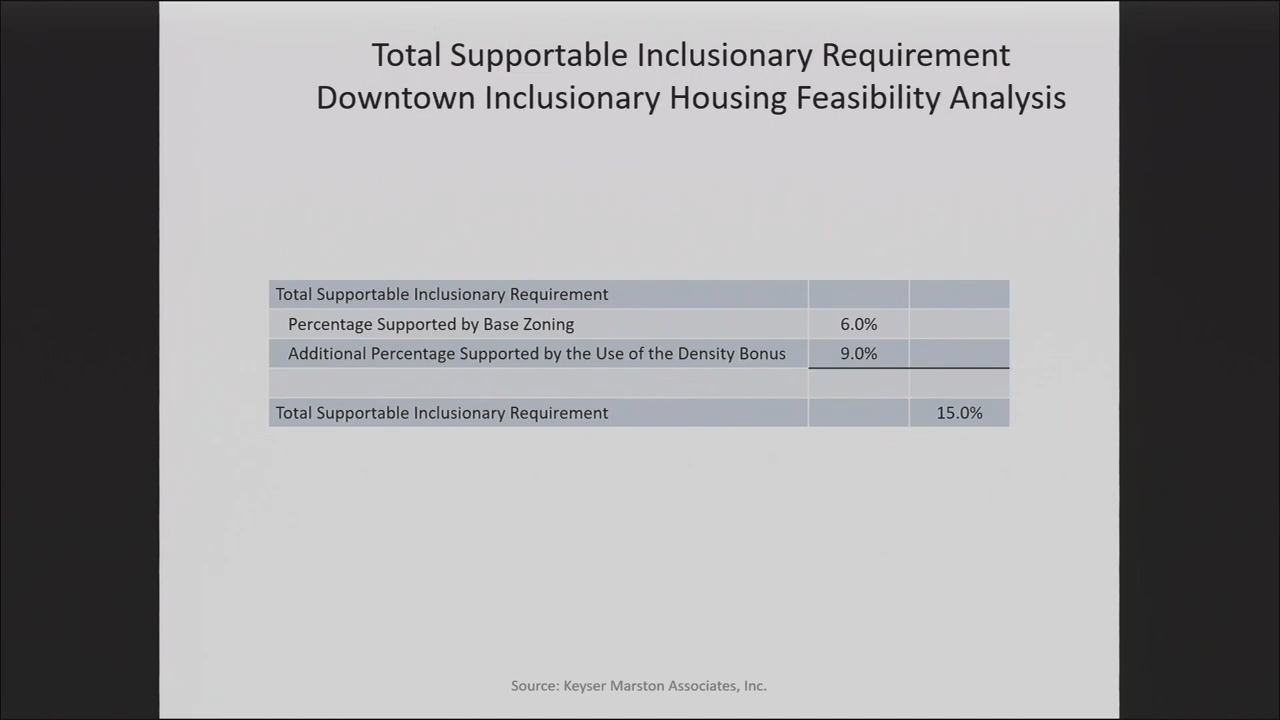 Total Supportable Inclusionary Requirement
Downtown Inclusionary Housing Feasibility Analysis
Total Supportable Inclusionary Requirement
Percentage Supported by Base Zoning 6.0%
Additional Percentage Supported by the Use of the Density Bonus 9.0%
Total Supportable Inclusionary Requirement 15.0%
Source: Keyser Marston Associates, Inc.